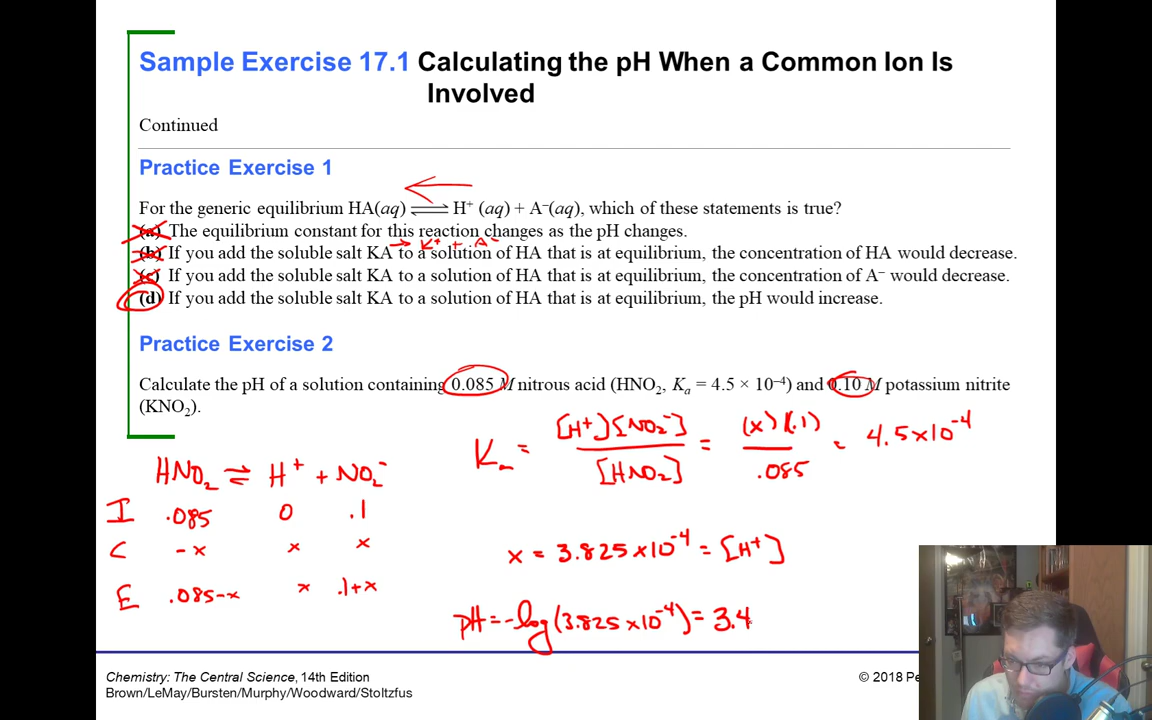 Sample Exercise 17.1 Calculating the pH When a Common Ion Is
Involved
Continued
Practice Exercise 1
For the generic equilibrium HA(aq) ⇌ H⁺ (aq) + A⁻(aq), which of these statements is true?
(a) The equilibrium constant for this reaction changes as the pH changes.
→ K⁺ + A⁻
(b) If you add the soluble salt KA to a solution of HA that is at equilibrium, the concentration of HA would decrease.
(c) If you add the soluble salt KA to a solution of HA that is at equilibrium, the concentration of A⁻ would decrease.
(d) If you add the soluble salt KA to a solution of HA that is at equilibrium, the pH would increase.
Practice Exercise 2
Calculate the pH of a solution containing 0.085 M nitrous acid (HNO₂, Kₐ = 4.5 × 10⁻⁴) and 0.10 M potassium nitrite
(KNO₂).
Kₐ = [H⁺][NO₂⁻] / [HNO₂] = (x)(.1) / .085 = 4.5x10⁻⁴
HNO₂ ⇌ H⁺ + NO₂⁻
I .085 0 .1
C -x x x
E .085-x x .1+x
x = 3.825x10⁻⁴ = [H⁺]
pH = -log(3.825x10⁻⁴) = 3.4
Chemistry: The Central Science, 14th Edition
Brown/LeMay/Bursten/Murphy/Woodward/Stoltzfus
© 2018